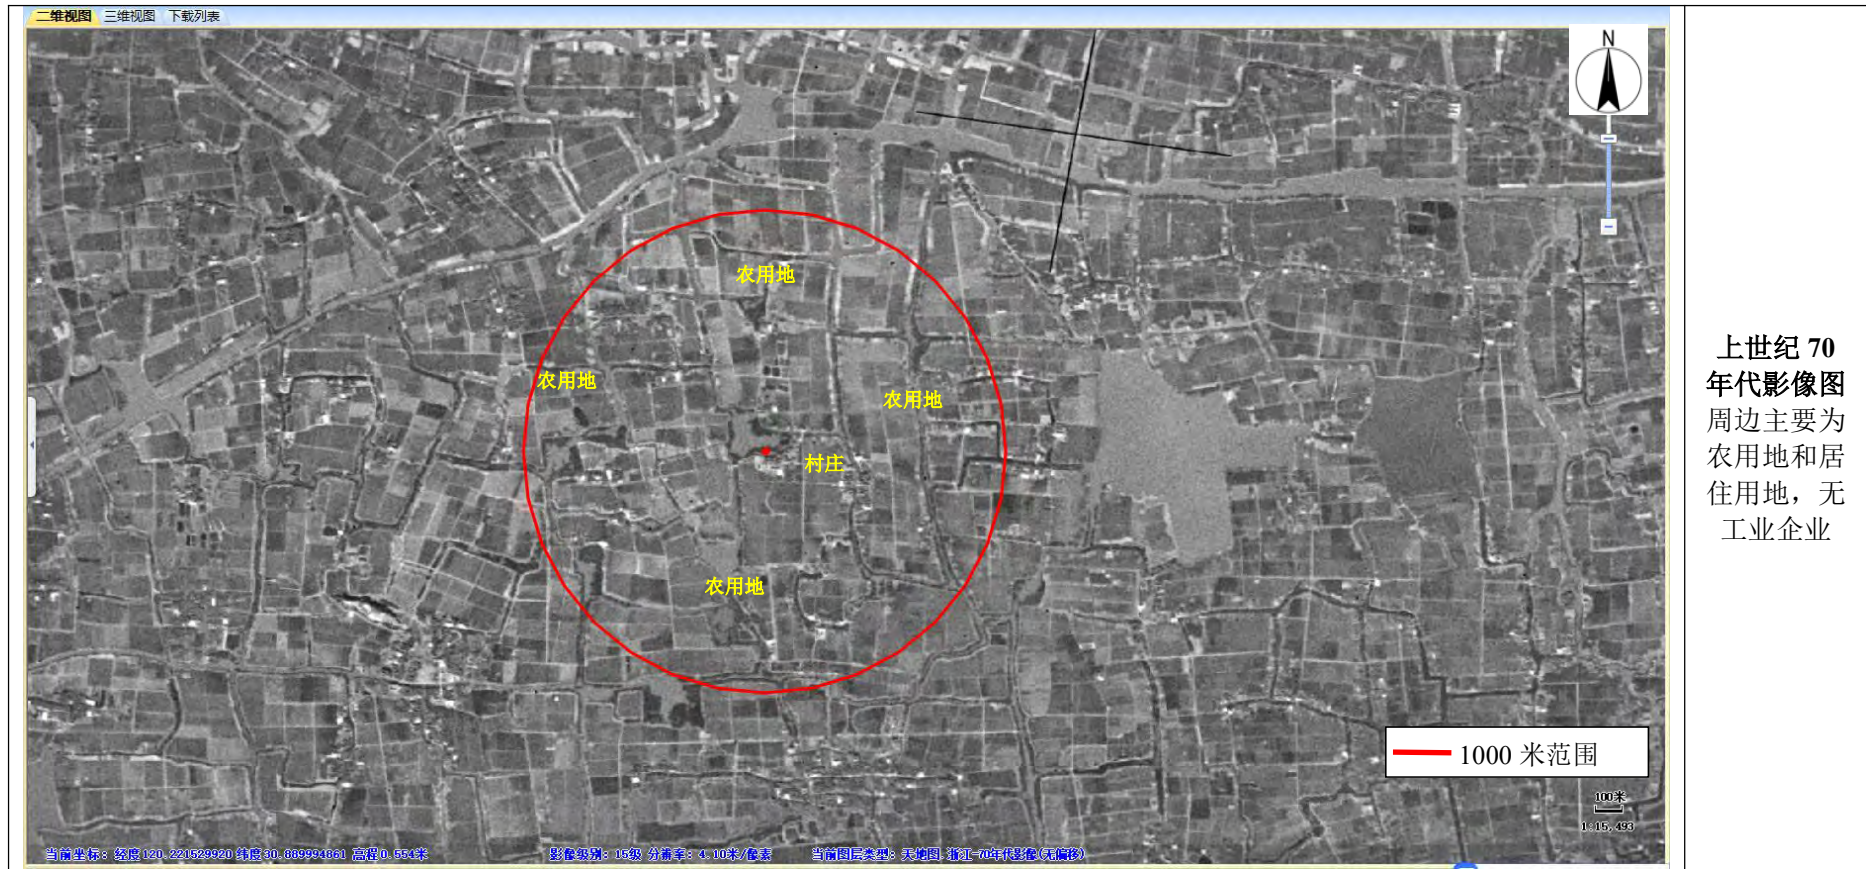 二维视图 三维视图 下载列表
N
农用地
农用地
农用地
村庄
农用地
1000 米范围
100米
1:15,493
当前坐标：经度120.221529920 纬度30.889994861 高程0.554米
影像级别：15级 分辨率：4.10米/像素
当前图层类型：天地图.浙江-70年代影像(无偏移)
上世纪 70
年代影像图
周边主要为
农用地和居
住用地，无
工业企业